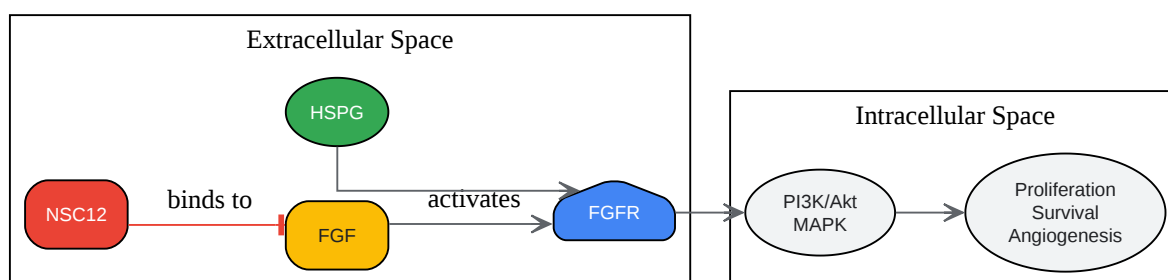 Extracellular Space
HSPG
Intracellular Space
NSC12
binds to
FGF
activates
FGFR
PI3K/Akt
MAPK
Proliferation
Survival
Angiogenesis